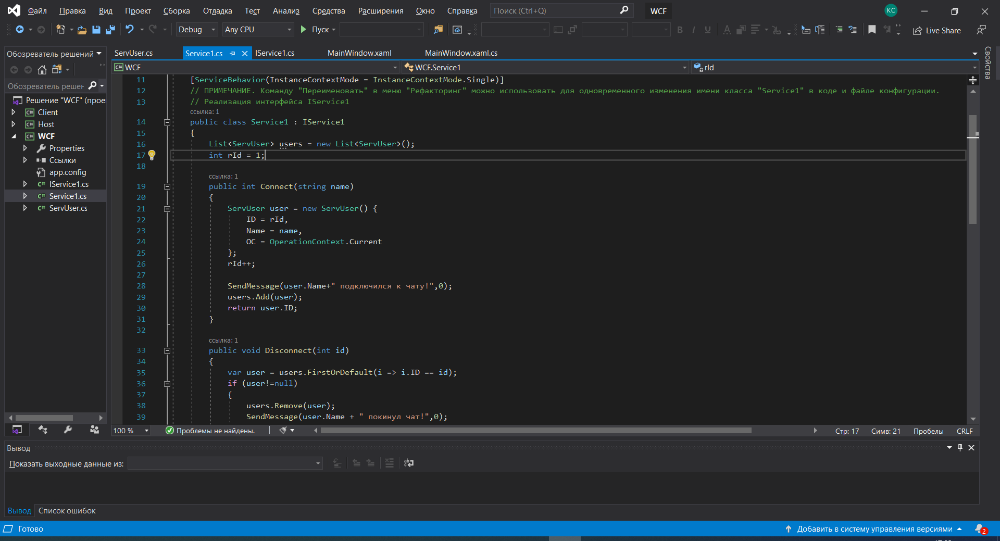 Файл Правка Вид Проект Сборка Отладка Тест Анализ Средства Расширения Окно Справка Поиск (Ctrl+Q) WCF КС
Debug Any CPU Пуск Live Share
Обозреватель решений
ServUser.cs Service1.cs IService1.cs MainWindow.xaml MainWindow.xaml.cs
WCF WCF.Service1 rId
Свойства
Обозреватель решен
Решение "WCF" (прое
Client
Host
WCF
Properties
Ссылки
app.config
IService1.cs
Service1.cs
ServUser.cs
11 [ServiceBehavior(InstanceContextMode = InstanceContextMode.Single)]
12 // ПРИМЕЧАНИЕ. Команду "Переименовать" в меню "Рефакторинг" можно использовать для одновременного изменения имени класса "Service1" в коде и файле конфигурации.
13 // Реализация интерфейса IService1
ссылка: 1
14 public class Service1 : IService1
15 {
16 List<ServUser> users = new List<ServUser>();
17 int rId = 1;
18
ссылка: 1
19 public int Connect(string name)
20 {
21 ServUser user = new ServUser() {
22 ID = rId,
23 Name = name,
24 OC = OperationContext.Current
25 };
26 rId++;
27
28 SendMessage(user.Name+" подключился к чату!",0);
29 users.Add(user);
30 return user.ID;
31 }
32
ссылка: 1
33 public void Disconnect(int id)
34 {
35 var user = users.FirstOrDefault(i => i.ID == id);
36 if (user!=null)
37 {
38 users.Remove(user);
39 SendMessage(user.Name + " покинул чат!",0);
100 % Проблемы не найдены. Стр: 17 Симв: 21 Пробелы CRLF
Вывод
Показать выходные данные из:
Вывод Список ошибок
Готово Добавить в систему управления версиями 2